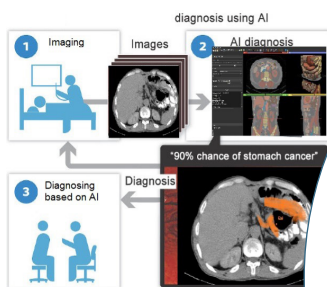 diagnosis using AI
1
Imaging
Images
2
AI diagnosis
"90% chance of stomach cancer"
3
Diagnosing
based on AI
Diagnosis